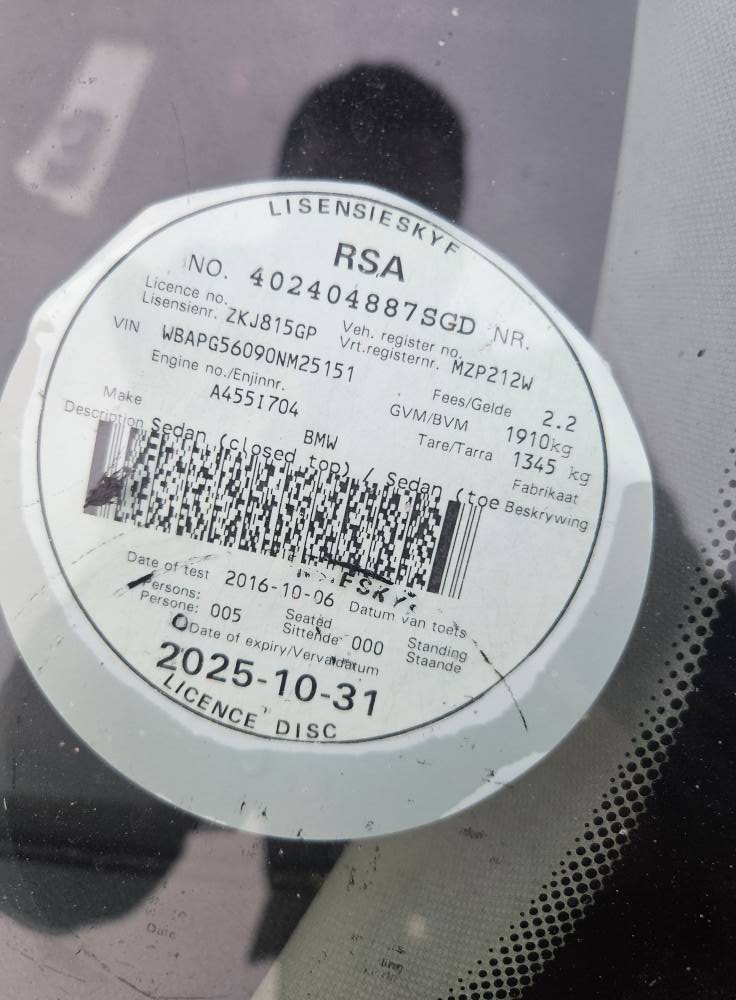 LISENSIESKYF
RSA
NO. 402404887SGD NR.
Licence no. Veh. register no.
Lisensienr. ZKJ815GP Vrt.registernr. MZP212W
VIN WBAPG56090NM25151 Fees/Gelde 2.2
Engine no./Enjinnr. A455I704 GVM/BVM 1910kg
Tare/Tarra 1345 kg
Make BMW Fabrikaat
Description Sedan (closed top) / Sedan (toe Beskrywing
Date of test 2016-10-06 Datum van toets
Persons: Seated Standing
Persone: 005 Sittende 000 Staande
Date of expiry/Vervaldatum
2025-10-31
LICENCE DISC
Date